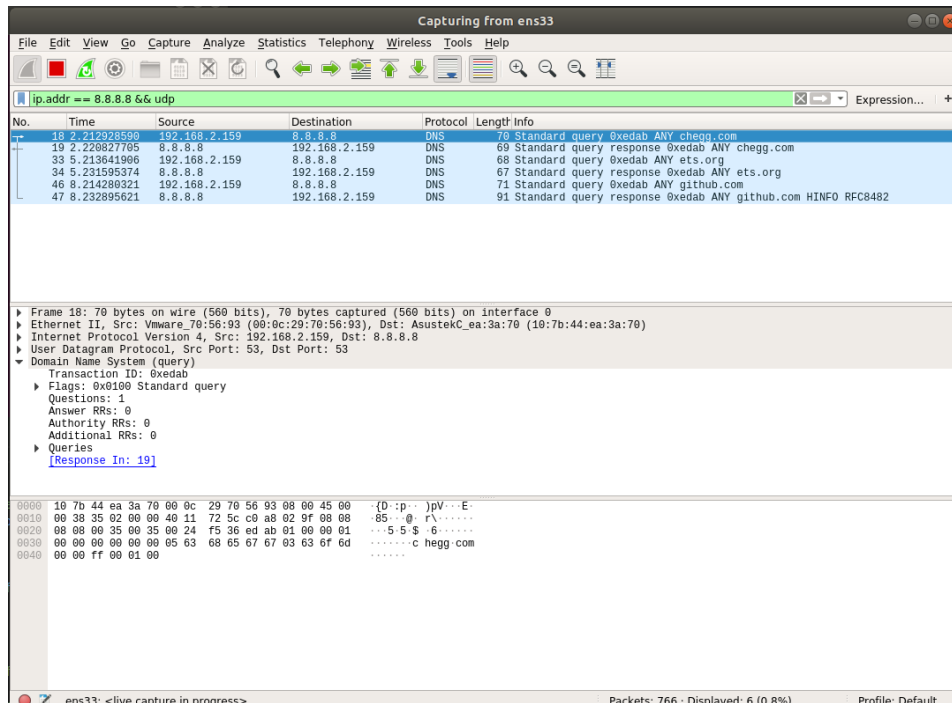 Capturing from ens33
File Edit View Go Capture Analyze Statistics Telephony Wireless Tools Help
ip.addr == 8.8.8.8 && udp Expression... +
No. Time Source Destination Protocol Length Info
18 2.212928590 192.168.2.159 8.8.8.8 DNS 70 Standard query 0xedab ANY chegg.com
19 2.220827705 8.8.8.8 192.168.2.159 DNS 69 Standard query response 0xedab ANY chegg.com
33 5.213641906 192.168.2.159 8.8.8.8 DNS 68 Standard query 0xedab ANY ets.org
34 5.231595374 8.8.8.8 192.168.2.159 DNS 67 Standard query response 0xedab ANY ets.org
46 8.214280321 192.168.2.159 8.8.8.8 DNS 71 Standard query 0xedab ANY github.com
47 8.232895621 8.8.8.8 192.168.2.159 DNS 91 Standard query response 0xedab ANY github.com HINFO RFC8482
Frame 18: 70 bytes on wire (560 bits), 70 bytes captured (560 bits) on interface 0
Ethernet II, Src: Vmware_70:56:93 (00:0c:29:70:56:93), Dst: AsustekC_ea:3a:70 (10:7b:44:ea:3a:70)
Internet Protocol Version 4, Src: 192.168.2.159, Dst: 8.8.8.8
User Datagram Protocol, Src Port: 53, Dst Port: 53
Domain Name System (query)
Transaction ID: 0xedab
Flags: 0x0100 Standard query
Questions: 1
Answer RRs: 0
Authority RRs: 0
Additional RRs: 0
Queries
[Response In: 19]
0000 10 7b 44 ea 3a 70 00 0c 29 70 56 93 08 00 45 00 ·{D·:p·· )pV···E·
0010 00 38 35 02 00 00 40 11 72 5c c0 a8 02 9f 08 08 ·85···@· r\······
0020 08 08 00 35 00 35 00 24 f5 36 ed ab 01 00 00 01 ···5·5·$ ·6······
0030 00 00 00 00 00 00 05 63 68 65 67 67 03 63 6f 6d ·······c hegg·com
0040 00 00 ff 00 01 00 ······
ens33: <live capture in progress> Packets: 766 · Displayed: 6 (0.8%) Profile: Default